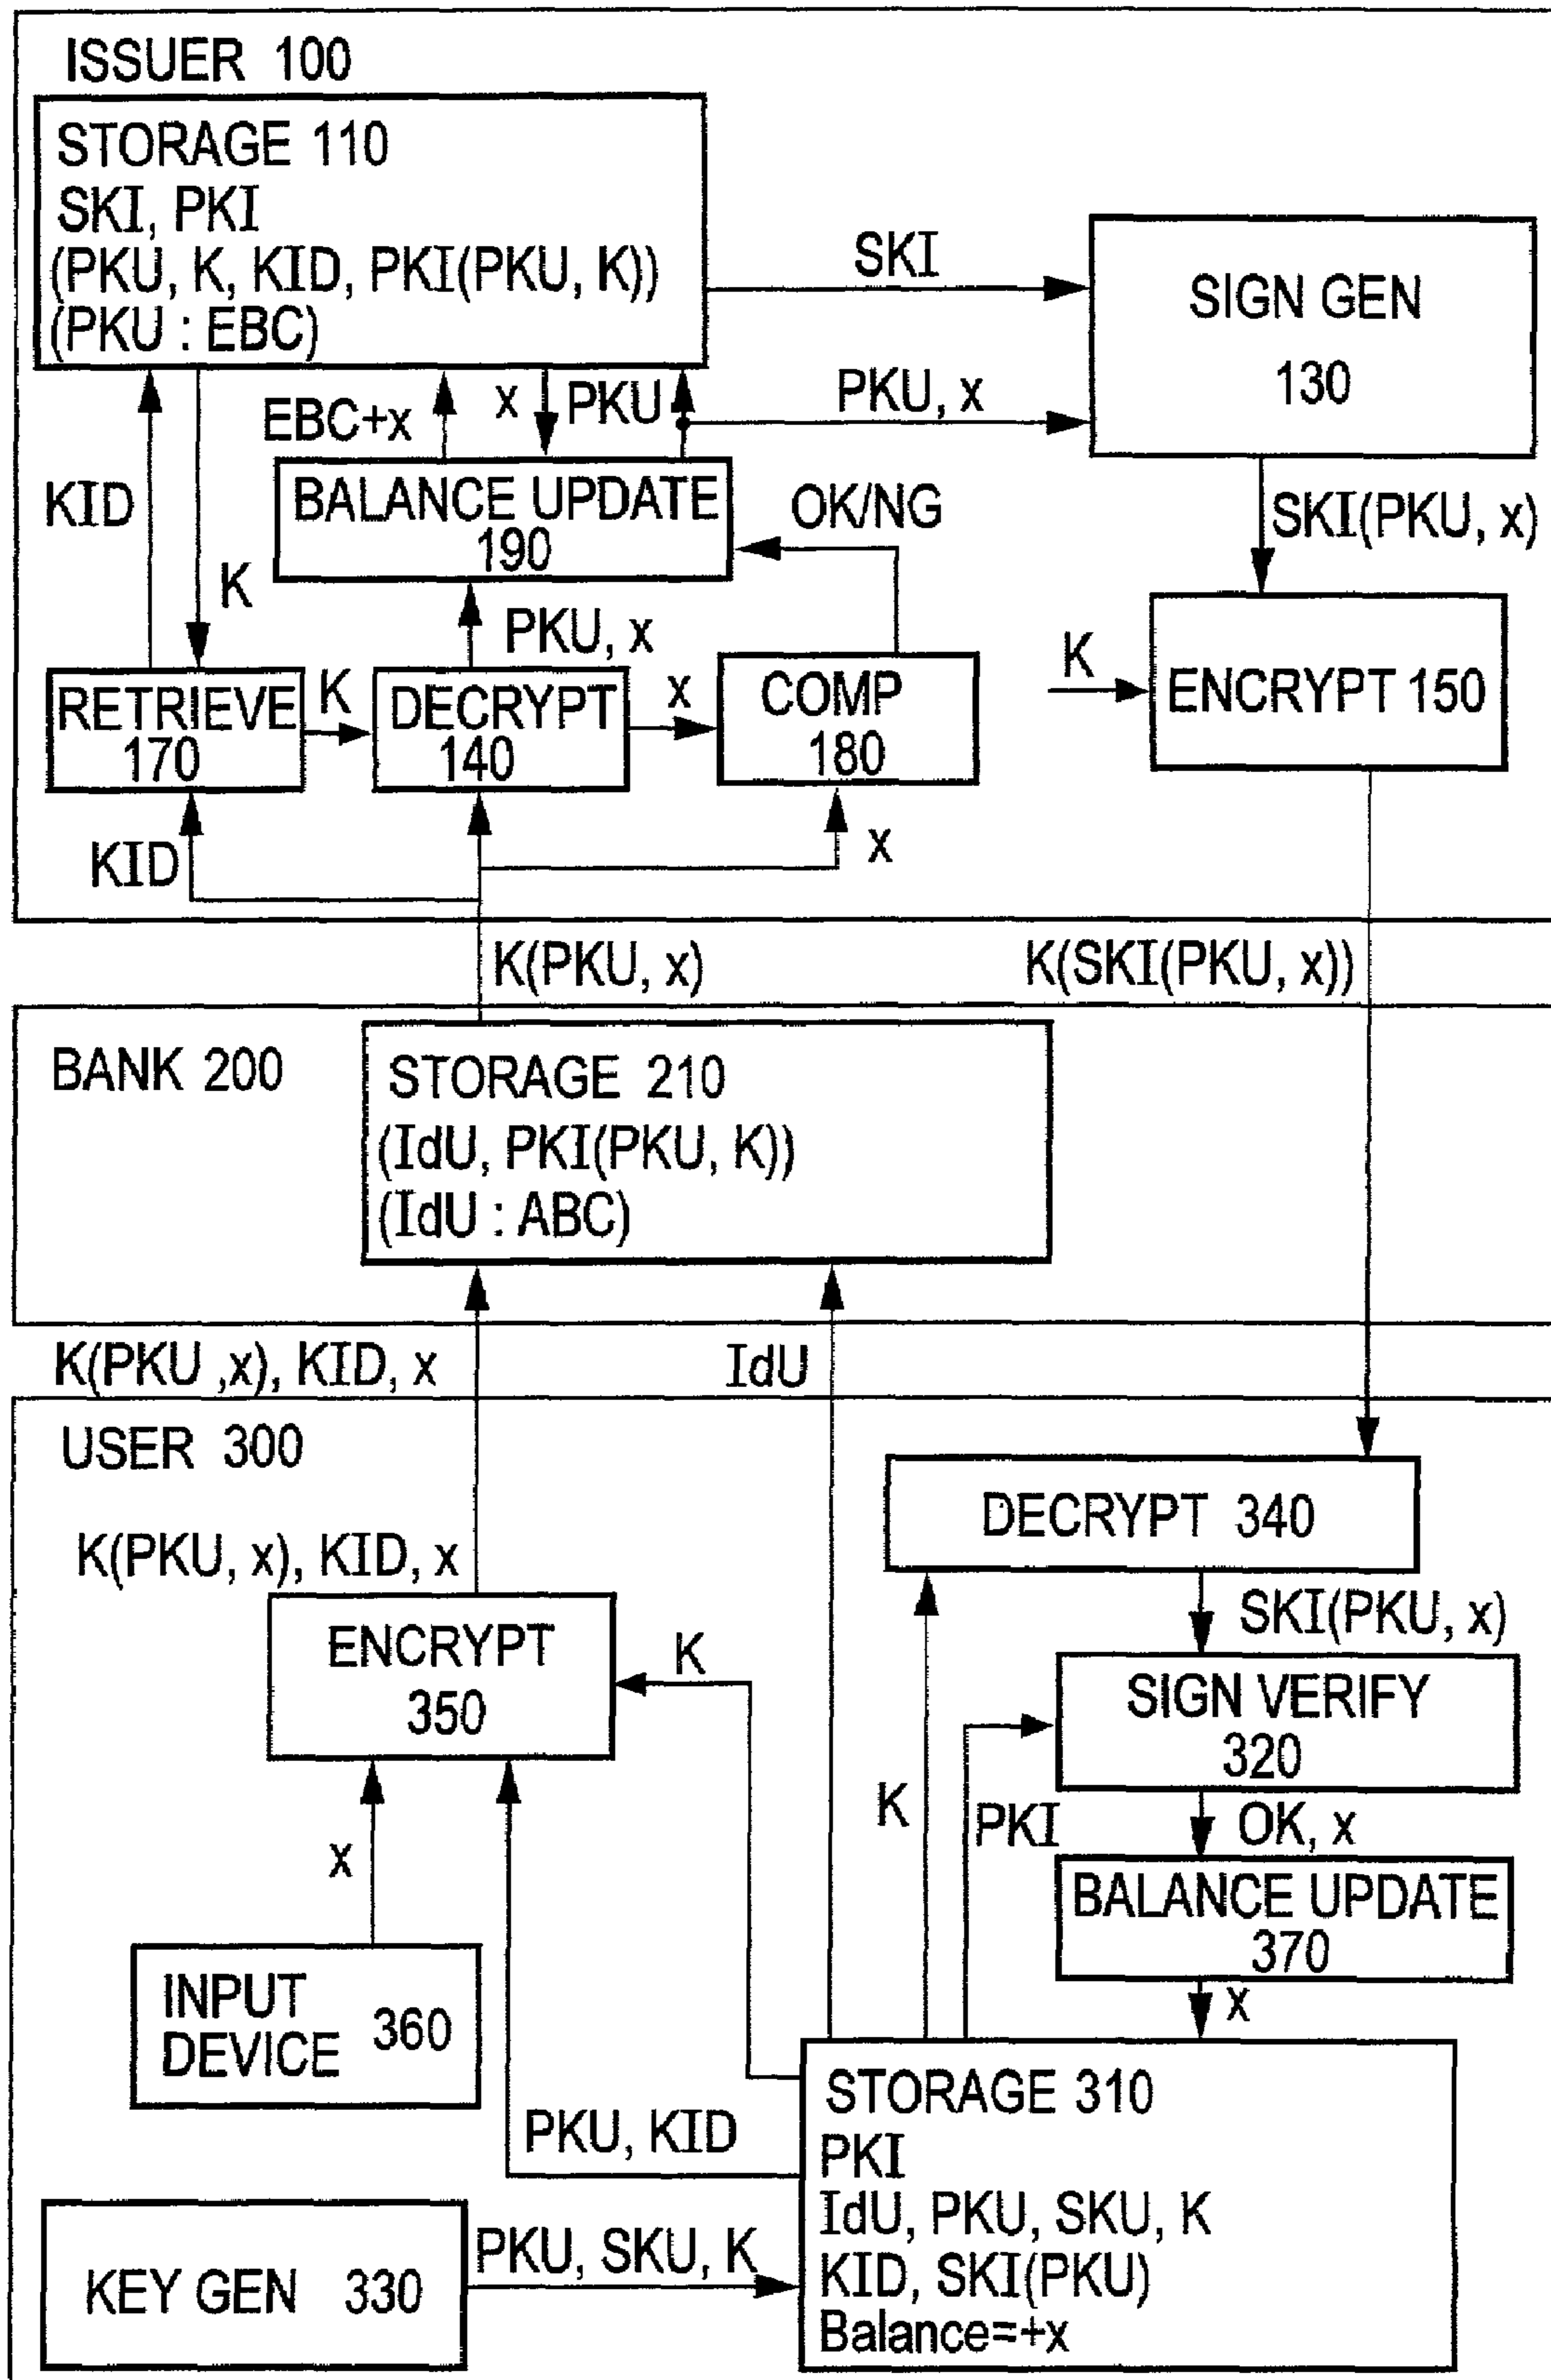 ISSUER 100
STORAGE 110
SKI, PKI
(PKU, K, KID, PKI(PKU, K))
(PKU : EBC)
SKI
SIGN GEN
130
PKU, x
EBC+x
x
PKU
KID
K
BALANCE UPDATE
190
OK/NG
SKI(PKU, x)
PKU, x
RETRIEVE
170
K
DECRYPT
140
x
COMP
180
K
ENCRYPT 150
KID
x
K(PKU, x)
K(SKI(PKU, x))
BANK 200
STORAGE 210
(IdU, PKI(PKU, K))
(IdU : ABC)
K(PKU ,x), KID, x
IdU
USER 300
DECRYPT 340
K(PKU, x), KID, x
SKI(PKU, x)
ENCRYPT
350
K
SIGN VERIFY
320
K
PKI
OK, x
x
BALANCE UPDATE
370
INPUT
DEVICE 360
x
STORAGE 310
PKI
IdU, PKU, SKU, K
KID, SKI(PKU)
Balance=+x
PKU, KID
KEY GEN 330
PKU, SKU, K